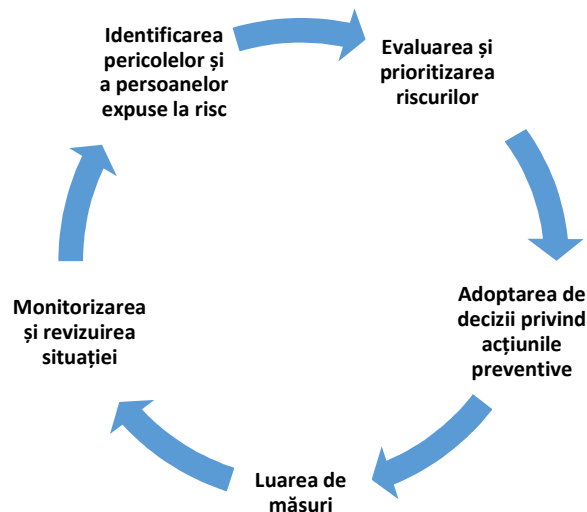 Identificarea
pericolelor și
a persoanelor
expuse la risc
Evaluarea și
prioritizarea
riscurilor
Adoptarea de
decizii privind
acțiunile
preventive
Luarea de
măsuri
Monitorizarea
și revizuirea
situației